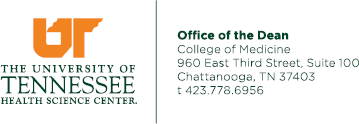 UT
THE UNIVERSITY OF
TENNESSEE
HEALTH SCIENCE CENTER.
Office of the Dean
College of Medicine
960 East Third Street, Suite 100
Chattanooga, TN 37403
t 423.778.6956